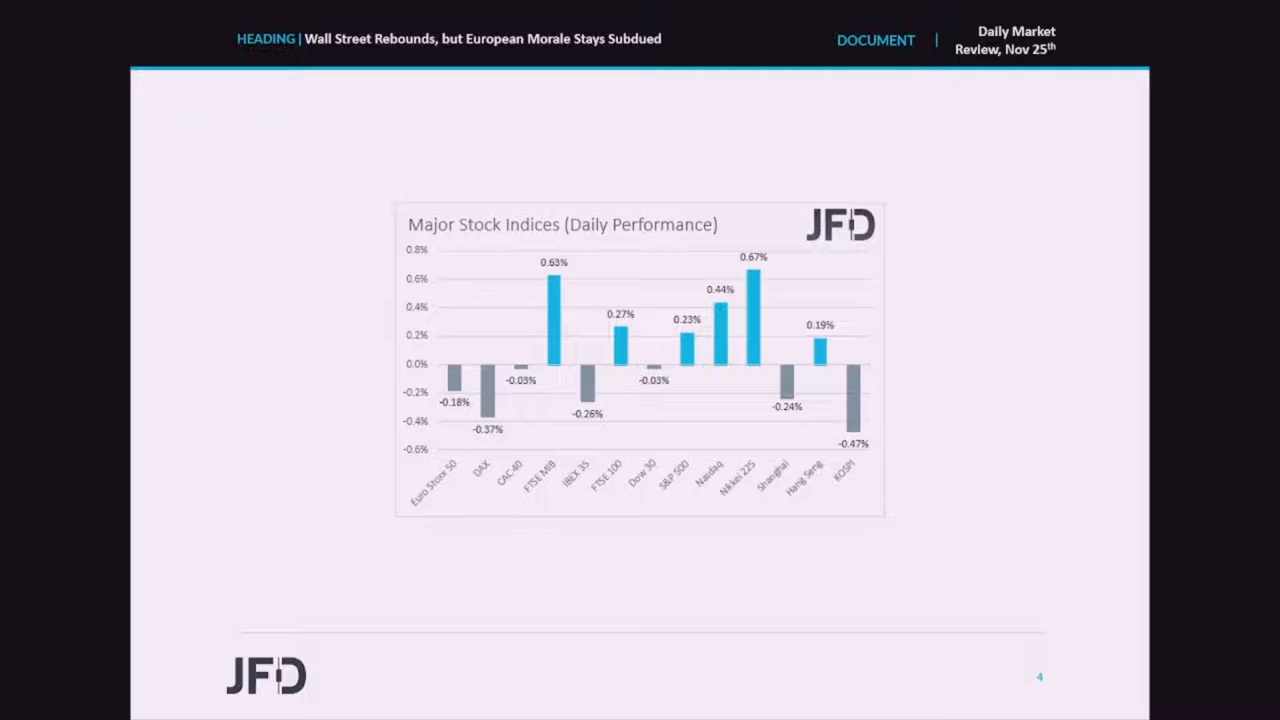 HEADING | Wall Street Rebounds, but European Morale Stays Subdued
DOCUMENT |
Daily Market
Review, Nov 25th
Major Stock Indices (Daily Performance)
JFD
0.8%
0.6%
0.4%
0.2%
0.0%
-0.2%
-0.4%
-0.6%
-0.18%
-0.37%
-0.03%
0.63%
-0.26%
0.27%
-0.03%
0.23%
0.44%
0.67%
-0.24%
0.19%
-0.47%
Euro Stoxx 50
DAX
CAC 40
FTSE MIB
IBEX 35
FTSE 100
Dow 30
S&P 500
Nasdaq
Nikkei 225
Shanghai
Hang Seng
KOSPI
JFD
4